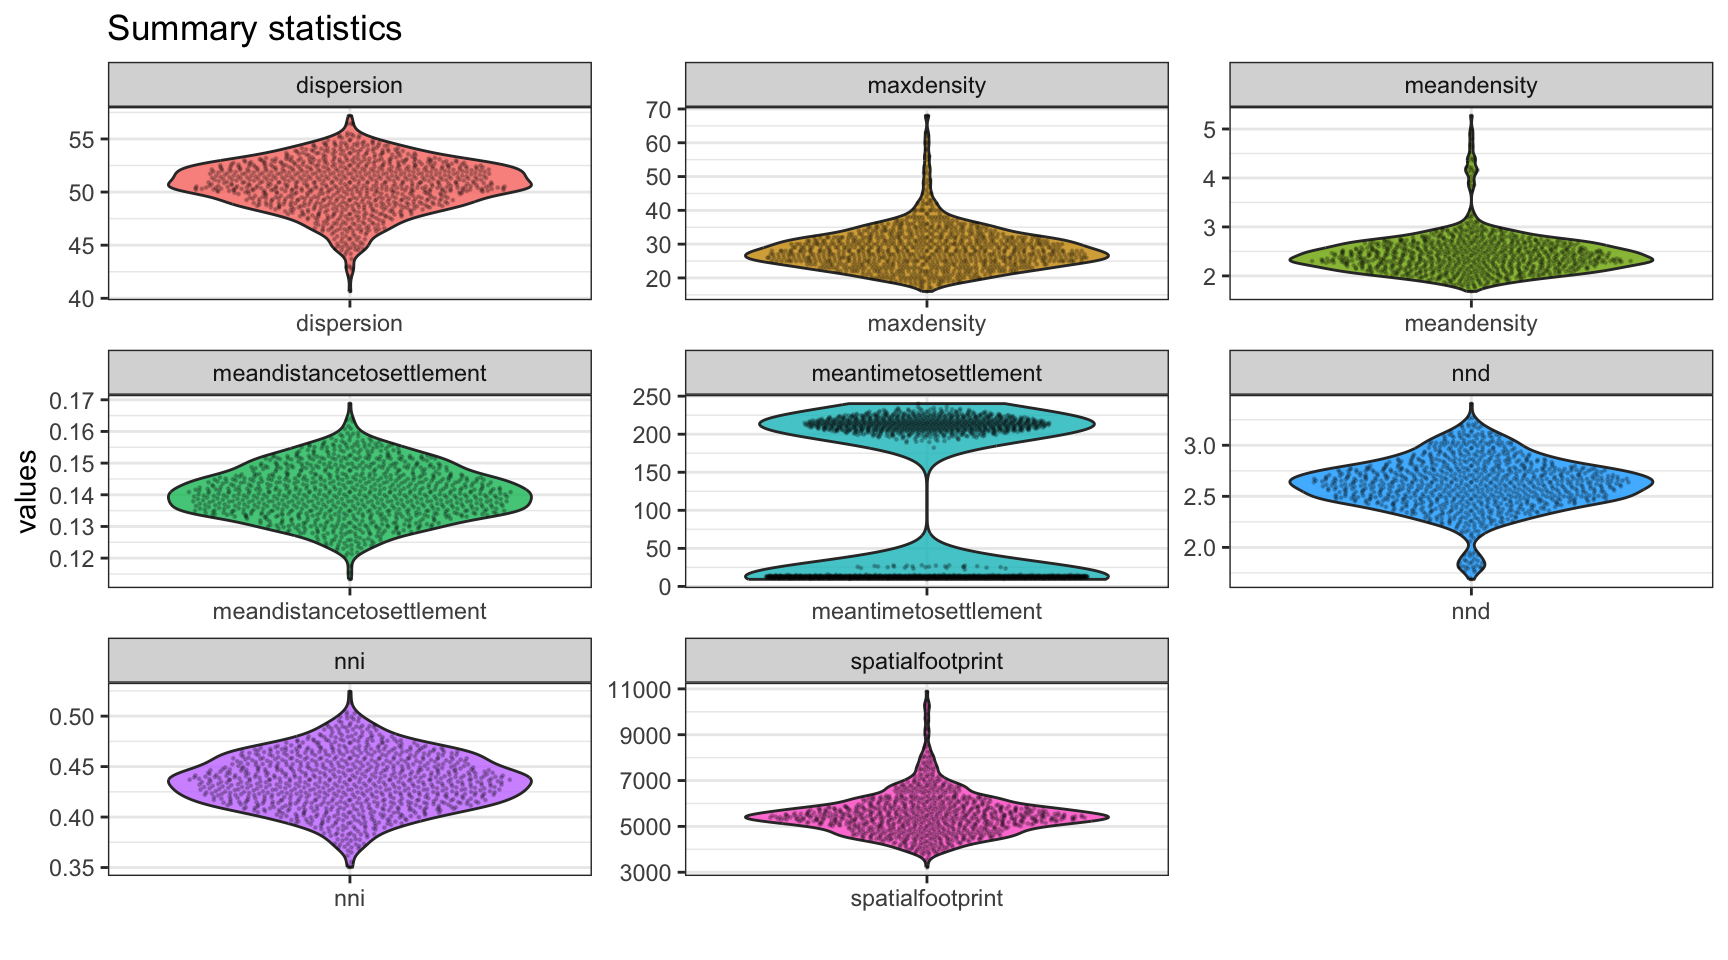 Summary statistics
dispersion
maxdensity
meandensity
55
50
45
40
70
60
50
40
30
20
5
4
3
2
dispersion
maxdensity
meandensity
meandistancetosettlement
meantimetosettlement
nnd
values
0.17
0.16
0.15
0.14
0.13
0.12
250
200
150
100
50
0
3.0
2.5
2.0
meandistancetosettlement
meantimetosettlement
nnd
nni
spatialfootprint
0.50
0.45
0.40
0.35
11000
9000
7000
5000
3000
nni
spatialfootprint